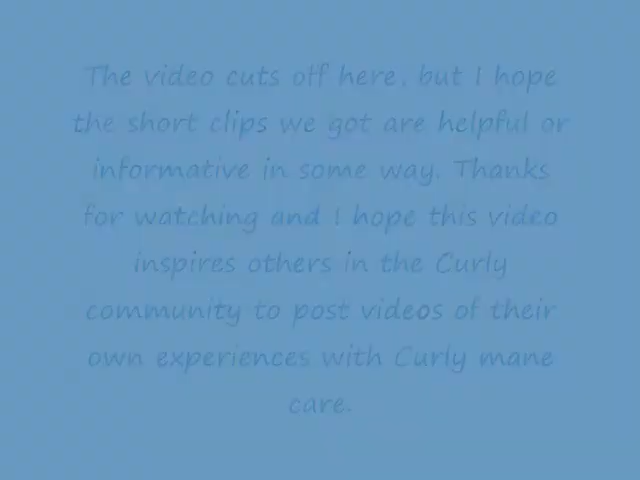 The video cuts off here, but I hope
the short clips we got are helpful or
informative in some way. Thanks
for watching and I hope this video
inspires others in the Curly
community to post videos of their
own experiences with Curly mane
care.